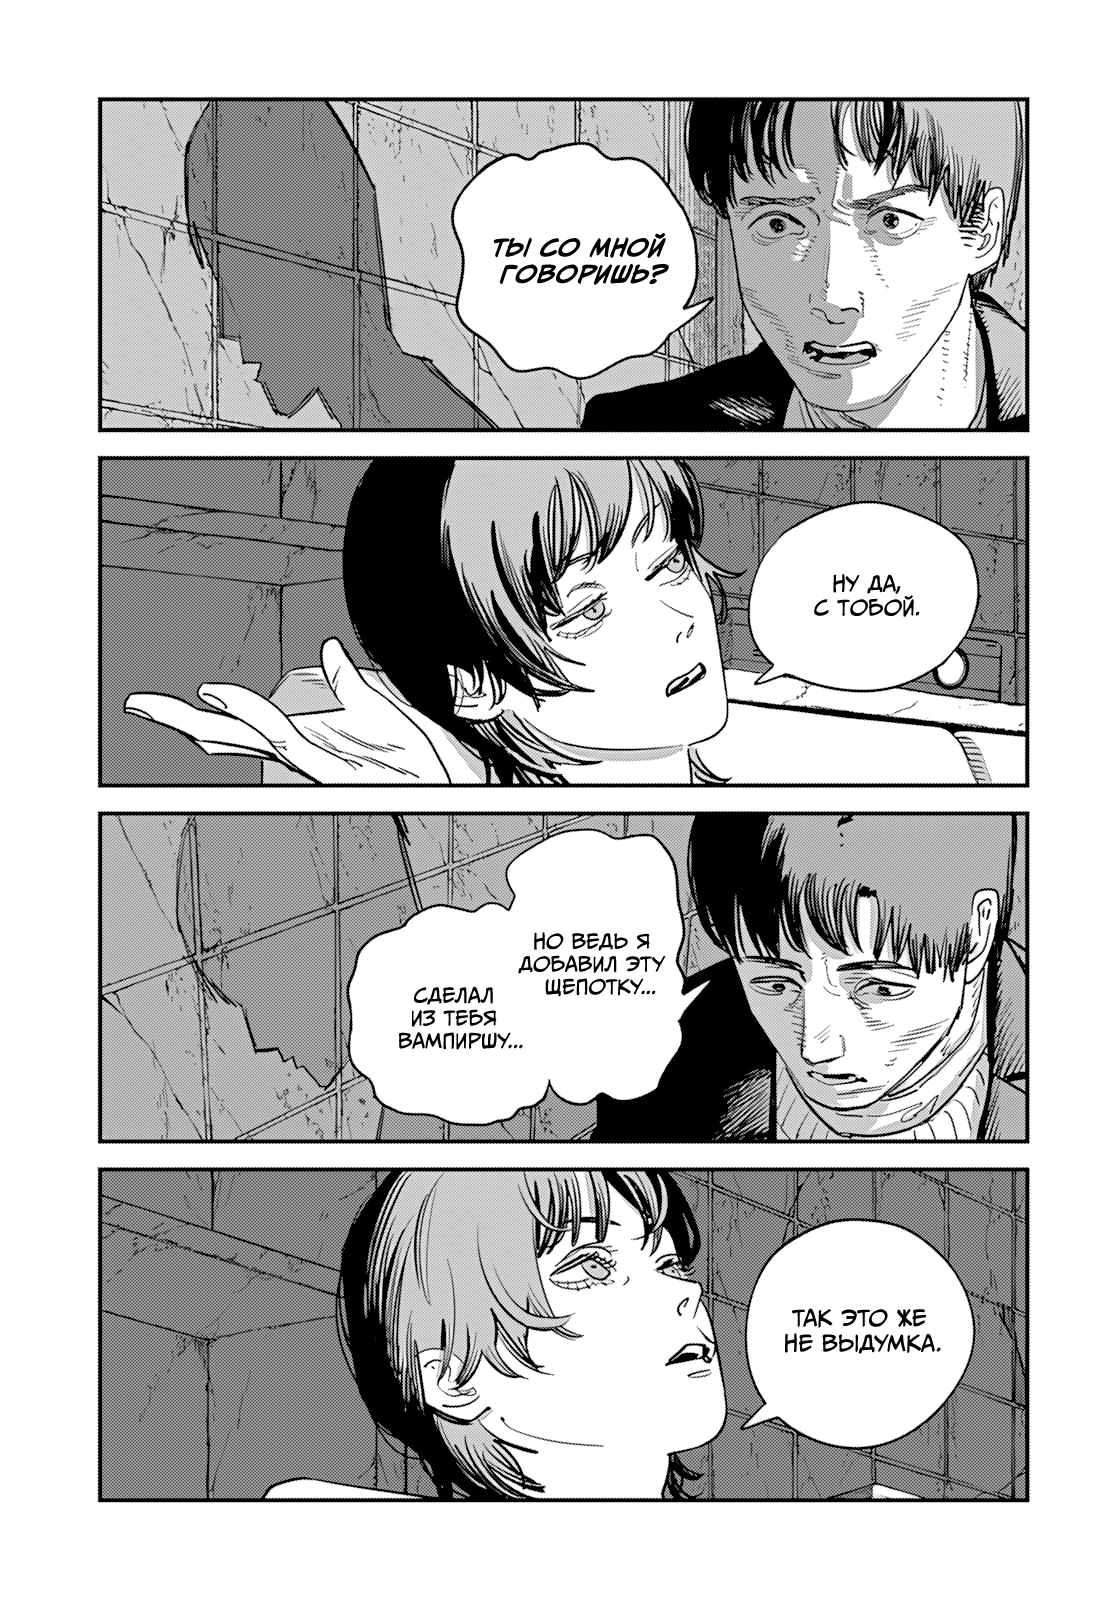 ТЫ СО МНОЙ
ГОВОРИШЬ?
НУ ДА,
С ТОБОЙ.
НО ВЕДЬ Я
ДОБАВИЛ ЭТУ
ЩЕПОТКУ...
СДЕЛАЛ
ИЗ ТЕБЯ
ВАМПИРШУ...
ТАК ЭТО ЖЕ
НЕ ВЫДУМКА.